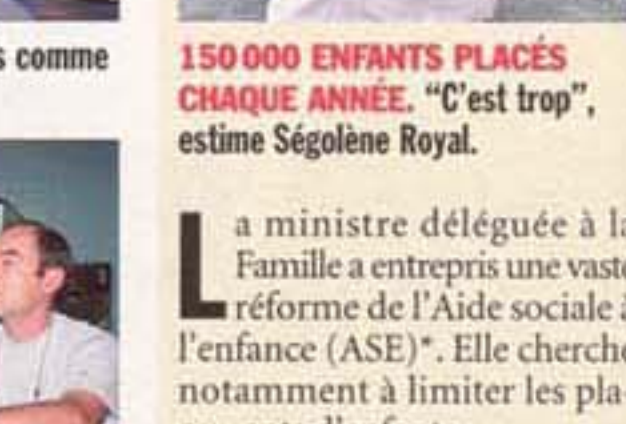 s comme
150 000 ENFANTS PLACÉS
CHAQUE ANNÉE. “C'est trop”,
estime Ségolène Royal.
La ministre déléguée à la
Famille a entrepris une vaste
réforme de l'Aide sociale à
l'enfance (ASE)*. Elle cherche
notamment à limiter les pla-